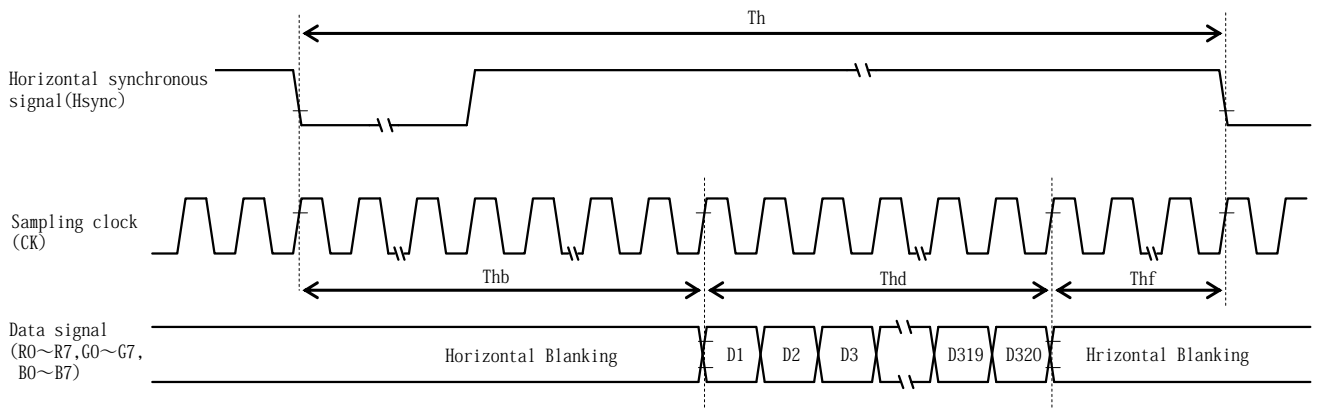 Th
Horizontal synchronous
signal(Hsync)
Sampling clock
(CK)
Thb
Thd
Thf
Data signal
(R0～R7,G0～G7,
B0～B7)
Horizontal Blanking
D1
D2
D3
D319
D320
Hrizontal Blanking